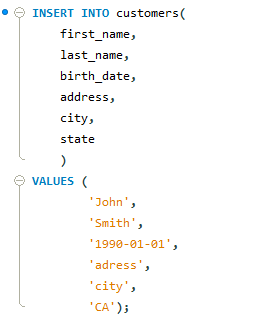 INSERT INTO customers(
first_name,
last_name,
birth_date,
address,
city,
state
)
VALUES (
'John',
'Smith',
'1990-01-01',
'adress',
'city',
'CA');